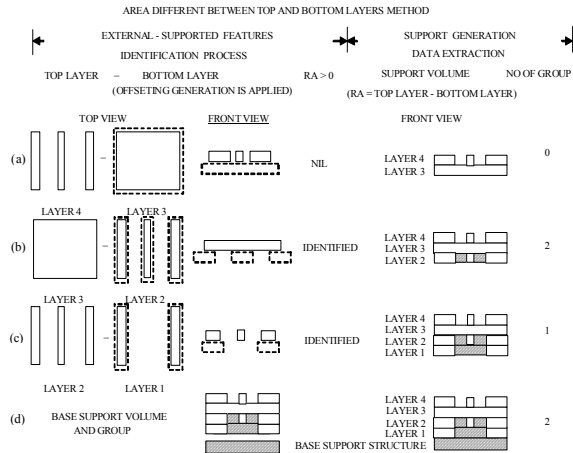 AREA DIFFERENT BETWEEN TOP AND BOTTOM LAYERS METHOD
EXTERNAL - SUPPORTED FEATURES
IDENTIFICATION PROCESS
SUPPORT GENERATION
DATA EXTRACTION
TOP LAYER – BOTTOM LAYER RA > 0
(OFFSETING GENERATION IS APPLIED)
SUPPORT VOLUME NO OF GROUP
(RA = TOP LAYER - BOTTOM LAYER)
TOP VIEW FRONT VIEW FRONT VIEW
(a) – NIL
LAYER 4
LAYER 3
0
LAYER 4 LAYER 3
(b) – IDENTIFIED
LAYER 4
LAYER 3
LAYER 2
2
LAYER 3 LAYER 2
(c) – IDENTIFIED
LAYER 4
LAYER 3
LAYER 2
LAYER 1
1
LAYER 2 LAYER 1
(d) BASE SUPPORT VOLUME
AND GROUP
LAYER 4
LAYER 3
LAYER 2
LAYER 1
BASE SUPPORT STRUCTURE
2